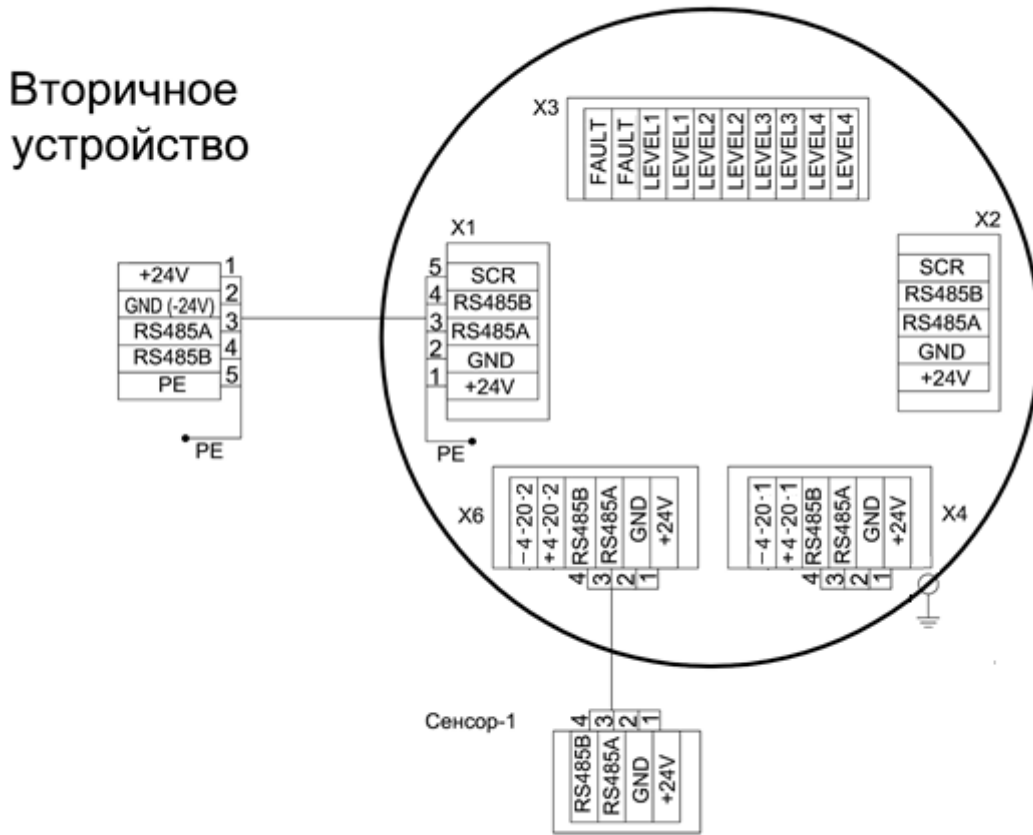 Вторичное
устройство
X3
FAULT
FAULT
LEVEL1
LEVEL1
LEVEL2
LEVEL2
LEVEL3
LEVEL3
LEVEL4
LEVEL4
+24V 1
GND (-24V) 2
RS485A 3
RS485B 4
PE 5
PE
X1
5 SCR
4 RS485B
3 RS485A
2 GND
1 +24V
PE
X2
SCR
RS485B
RS485A
GND
+24V
X6
−4-20-2
+4-20-2
RS485B
RS485A
GND
+24V
4 3 2 1
X4
−4-20-1
+4-20-1
RS485B
RS485A
GND
+24V
4 3 2 1
Сенсор-1
4 3 2 1
RS485B
RS485A
GND
+24V